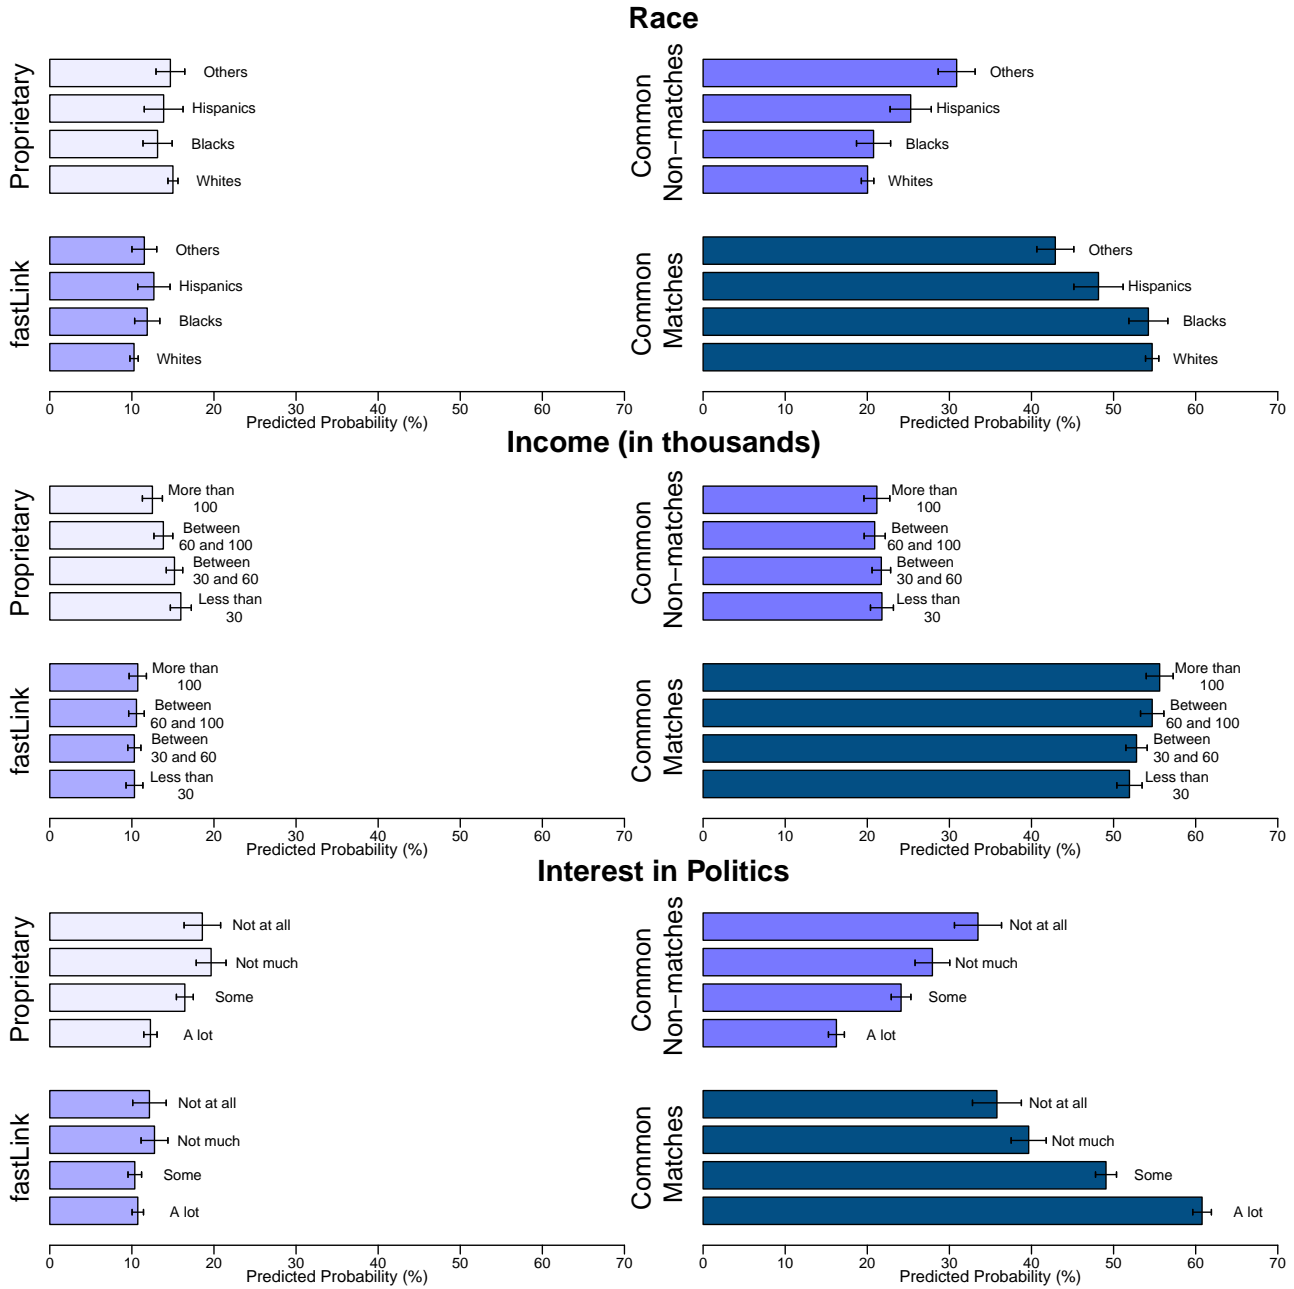 Race
Proprietary
Others
Hispanics
Blacks
Whites
fastLink
Others
Hispanics
Blacks
Whites
0 10 20 30 40 50 60 70
Predicted Probability (%)
Common
Non−matches
Others
Hispanics
Blacks
Whites
Common
Matches
Others
Hispanics
Blacks
Whites
0 10 20 30 40 50 60 70
Predicted Probability (%)
Income (in thousands)
Proprietary
More than
100
Between
60 and 100
Between
30 and 60
Less than
30
fastLink
More than
100
Between
60 and 100
Between
30 and 60
Less than
30
0 10 20 30 40 50 60 70
Predicted Probability (%)
Common
Non−matches
More than
100
Between
60 and 100
Between
30 and 60
Less than
30
Common
Matches
More than
100
Between
60 and 100
Between
30 and 60
Less than
30
0 10 20 30 40 50 60 70
Predicted Probability (%)
Interest in Politics
Proprietary
Not at all
Not much
Some
A lot
fastLink
Not at all
Not much
Some
A lot
0 10 20 30 40 50 60 70
Predicted Probability (%)
Common
Non−matches
Not at all
Not much
Some
A lot
Common
Matches
Not at all
Not much
Some
A lot
0 10 20 30 40 50 60 70
Predicted Probability (%)